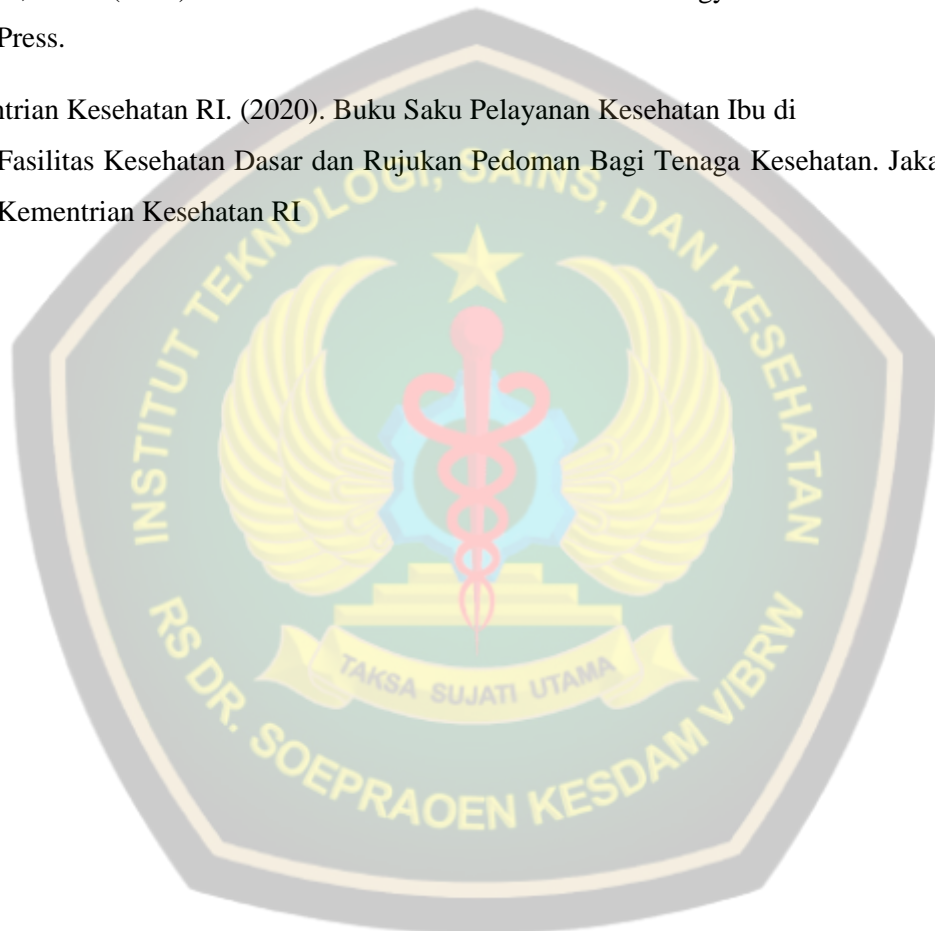 Press.
ntrian Kesehatan RI. (2020). Buku Saku Pelayanan Kesehatan Ibu di
Fasilitas Kesehatan Dasar dan Rujukan Pedoman Bagi Tenaga Kesehatan. Jaka
Kementrian Kesehatan RI
INSTITUT TEKNOLOGI, SAINS, DAN KESEHATAN
TAKSA SUJATI UTAMA
RS DR. SOEPRAOEN KESDAM V/BRW